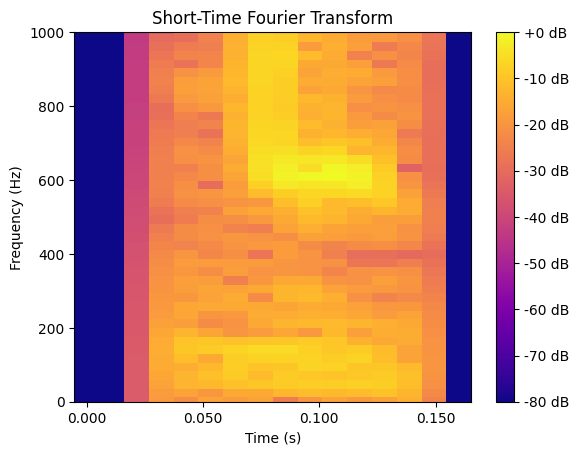 Short-Time Fourier Transform
1000
800
600
400
200
0
Frequency (Hz)
0.000
0.050
0.100
0.150
Time (s)
+0 dB
-10 dB
-20 dB
-30 dB
-40 dB
-50 dB
-60 dB
-70 dB
-80 dB